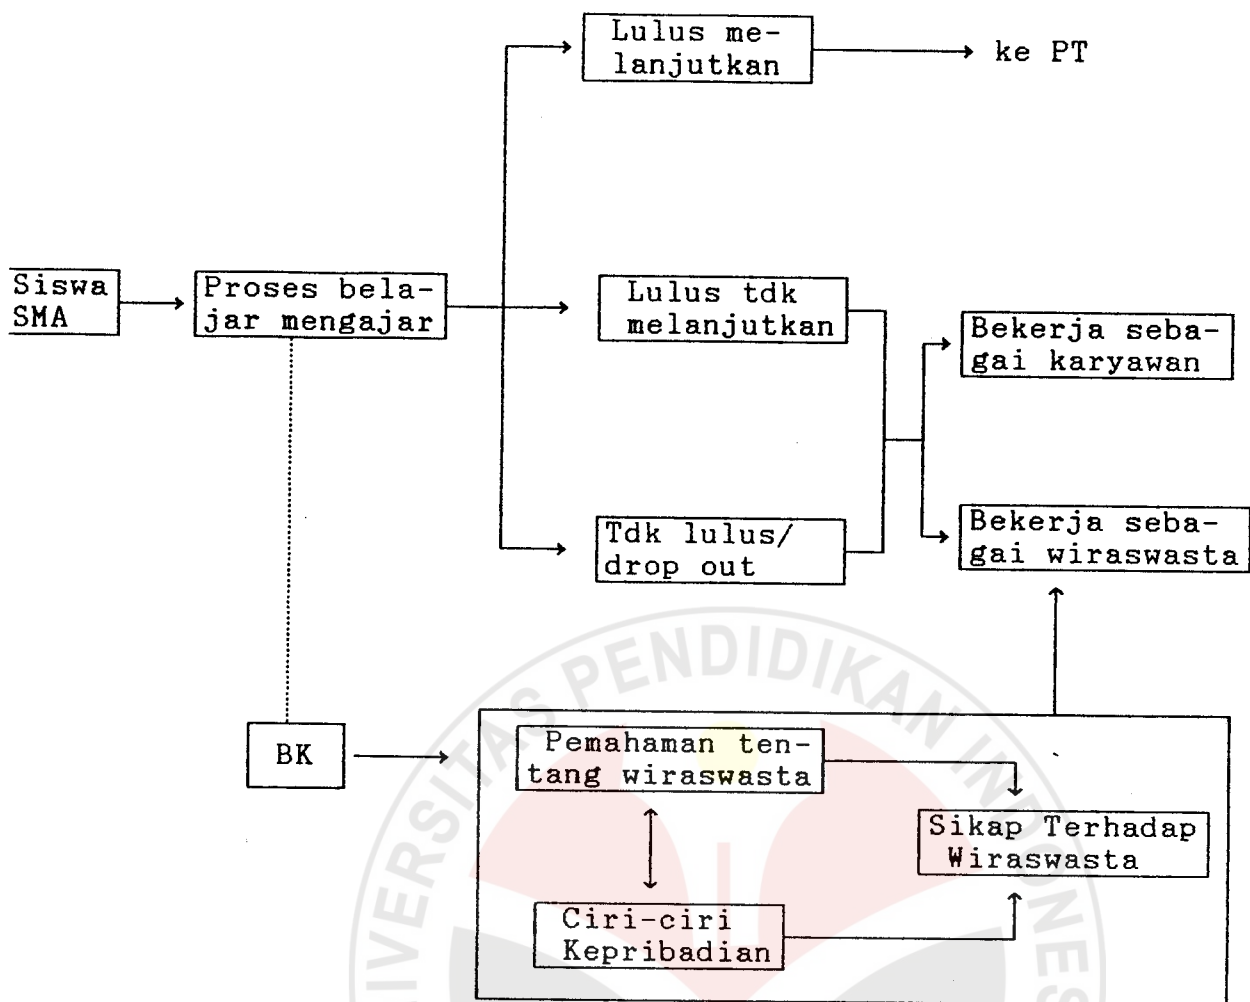 Lulus me-
lanjutkan
ke PT
Siswa
SMA
Proses bela-
jar mengajar
Lulus tdk
melanjutkan
Bekerja seba-
gai karyawan
Tdk lulus/
drop out
Bekerja seba-
gai wiraswasta
BK
Pemahaman ten-
tang wiraswasta
Sikap Terhadap
Wiraswasta
Ciri-ciri
Kepribadian
IVERSITAS PENDIDIKAN INDONES